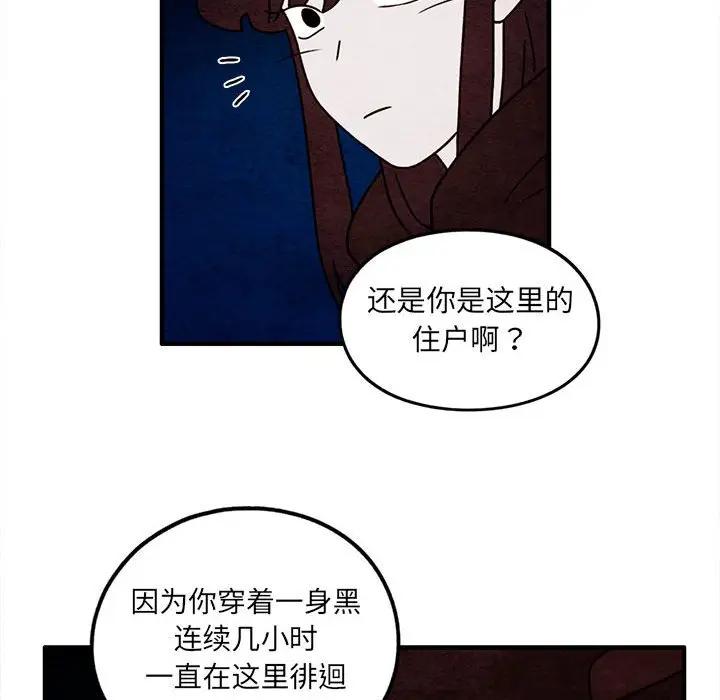 还是你是这里的
住户啊？
因为你穿着一身黑
连续几小时
一直在这里徘迴